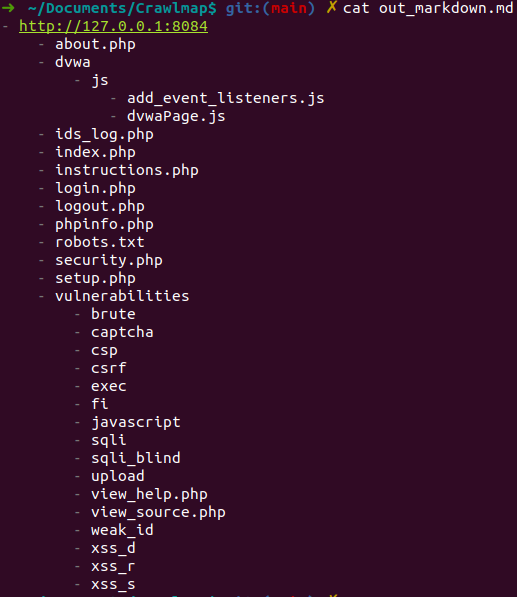 ➜ ~/Documents/Crawlmap$ git:(main) ✗ cat out_markdown.md
- http://127.0.0.1:8084
    - about.php
    - dvwa
        - js
            - add_event_listeners.js
            - dvwaPage.js
    - ids_log.php
    - index.php
    - instructions.php
    - login.php
    - logout.php
    - phpinfo.php
    - robots.txt
    - security.php
    - setup.php
    - vulnerabilities
        - brute
        - captcha
        - csp
        - csrf
        - exec
        - fi
        - javascript
        - sqli
        - sqli_blind
        - upload
        - view_help.php
        - view_source.php
        - weak_id
        - xss_d
        - xss_r
        - xss_s